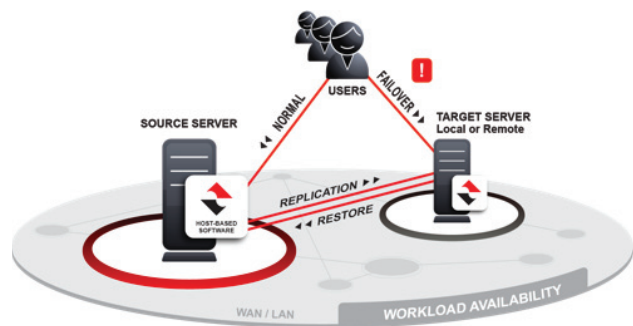 USERS
!
◄◄ NORMAL
FAILOVER ►►
SOURCE SERVER
TARGET SERVER
Local or Remote
HOST-BASED
SOFTWARE
REPLICATION ►►
◄◄ RESTORE
WAN / LAN
WORKLOAD AVAILABILITY